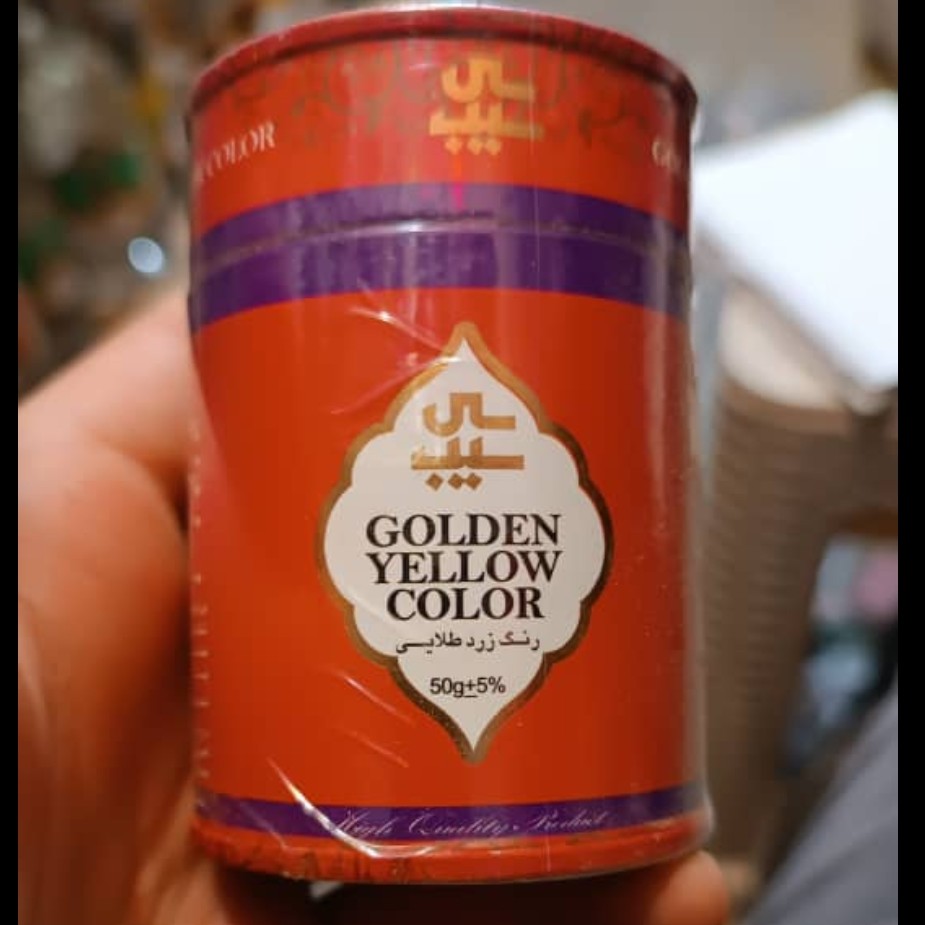 سی سیب
COLOR
سی سیب
GOLDEN
YELLOW
COLOR
رنگ زرد طلایی
50g±5%
High Quality Product